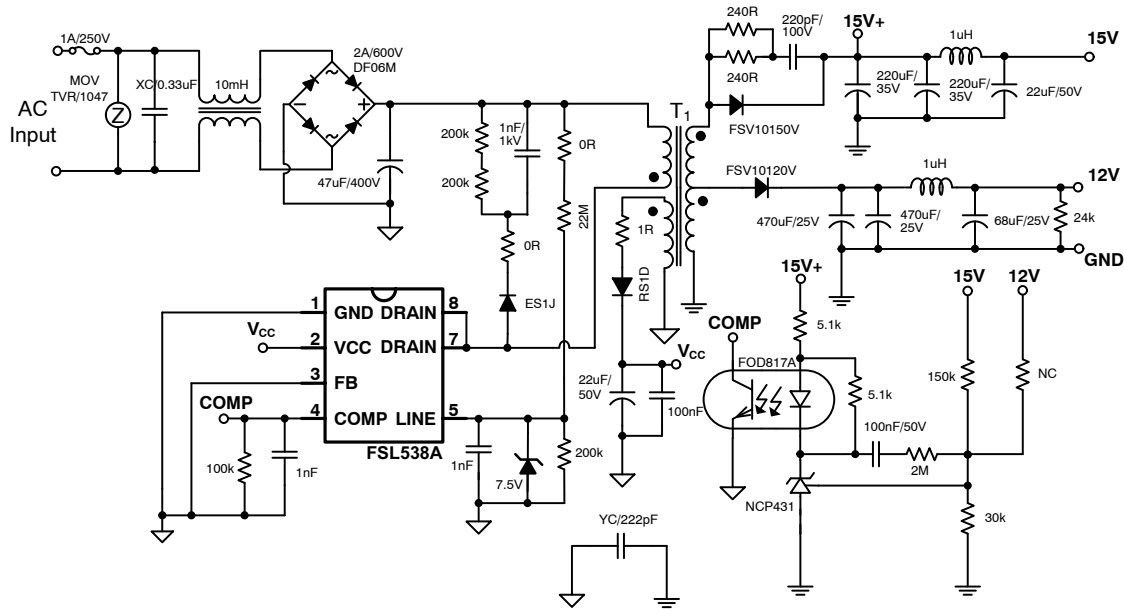 1A/250V
MOV
TVR/1047
Z
XC/0.33uF
10mH
2A/600V
DF06M
~
~
−
+
AC
Input
47uF/400V
200k
200k
1nF/
1kV
0R
0R
22M
ES1J
T1
240R
240R
220pF/
100V
FSV10150V
15V+
220uF/
35V
220uF/
35V
1uH
22uF/50V
15V
FSV10120V
470uF/25V
470uF/
25V
1uH
68uF/25V
24k
12V
GND
1R
RS1D
VCC
22uF/
50V
100nF
1
2
3
4
GND DRAIN
VCC DRAIN
FB
COMP LINE
8
7
5
FSL538A
VCC
COMP
100k
1nF
1nF
7.5V
200k
15V+
5.1k
COMP
FOD817A
5.1k
100nF/50V
2M
NCP431
15V
12V
150k
NC
30k
YC/222pF